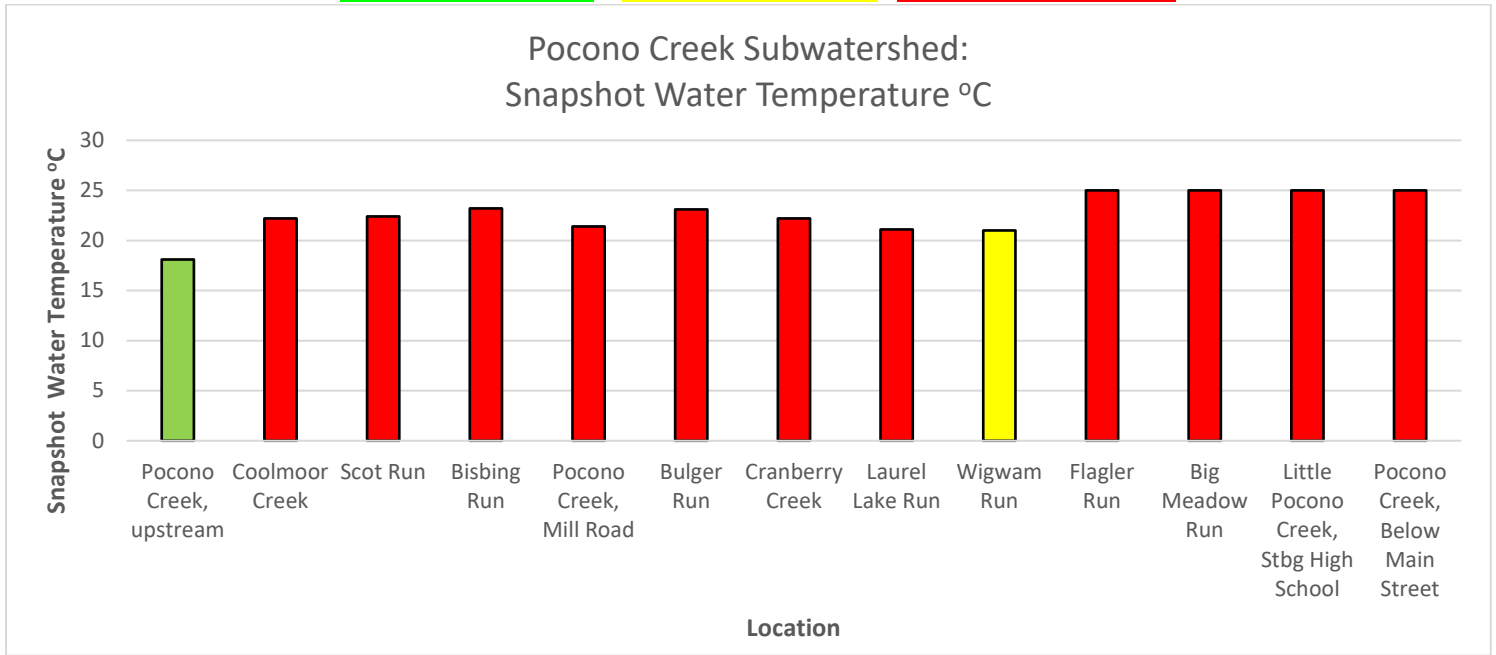 Pocono Creek Subwatershed:
Snapshot Water Temperature ºC
Snapshot Water Temperature ºC
30
25
20
15
10
5
0
Pocono
Creek,
upstream
Coolmoor
Creek
Scot Run
Bisbing
Run
Pocono
Creek,
Mill Road
Bulger
Run
Cranberry
Creek
Laurel
Lake Run
Wigwam
Run
Flagler
Run
Big
Meadow
Run
Little
Pocono
Creek,
Stbg High
School
Pocono
Creek,
Below
Main
Street
Location